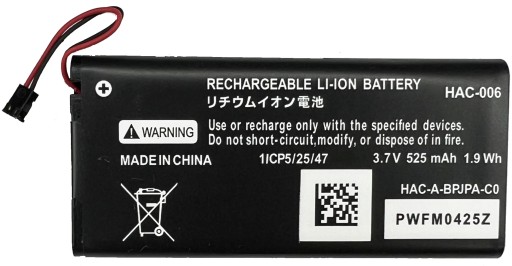 RECHARGEABLE LI-ION BATTERY
リチウムイオン電池
HAC-006
WARNING
Use or recharge only with the specified devices.
Do not short-circuit,modify, or dispose of in fire.
MADE IN CHINA
1/ICP5/25/47
3.7V 525 mAh 1.9 Wh
HAC-A-BPJPA-C0
PWFM0425Z